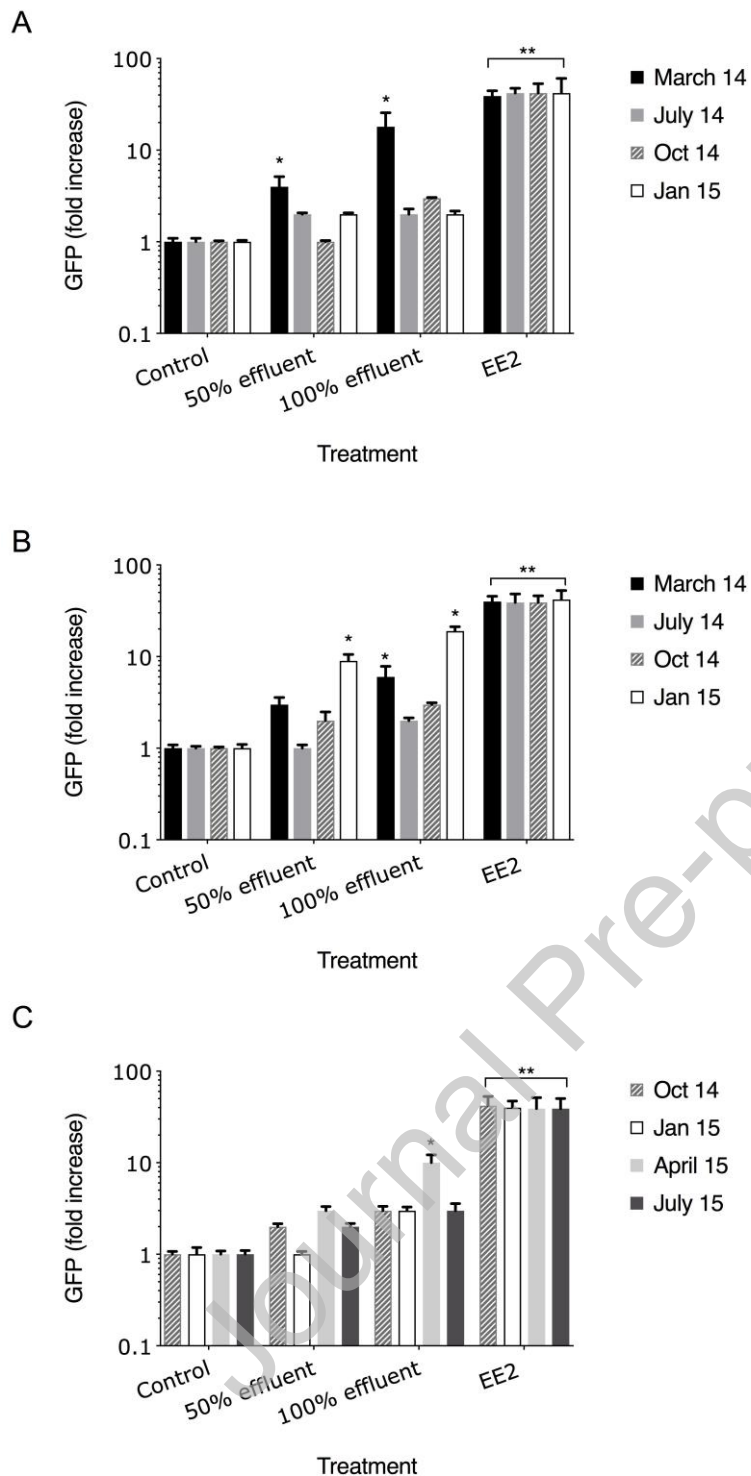 A
GFP (fold increase)
100
10
1
0.1
*
*
**
March 14
July 14
Oct 14
Jan 15
Control
50% effluent
100% effluent
EE2
Treatment
B
GFP (fold increase)
100
10
1
0.1
*
*
**
March 14
July 14
Oct 14
Jan 15
Control
50% effluent
100% effluent
EE2
Treatment
C
GFP (fold increase)
100
10
1
0.1
*
**
Oct 14
Jan 15
April 15
July 15
Control
50% effluent
100% effluent
EE2
Treatment
Journal Pre-p